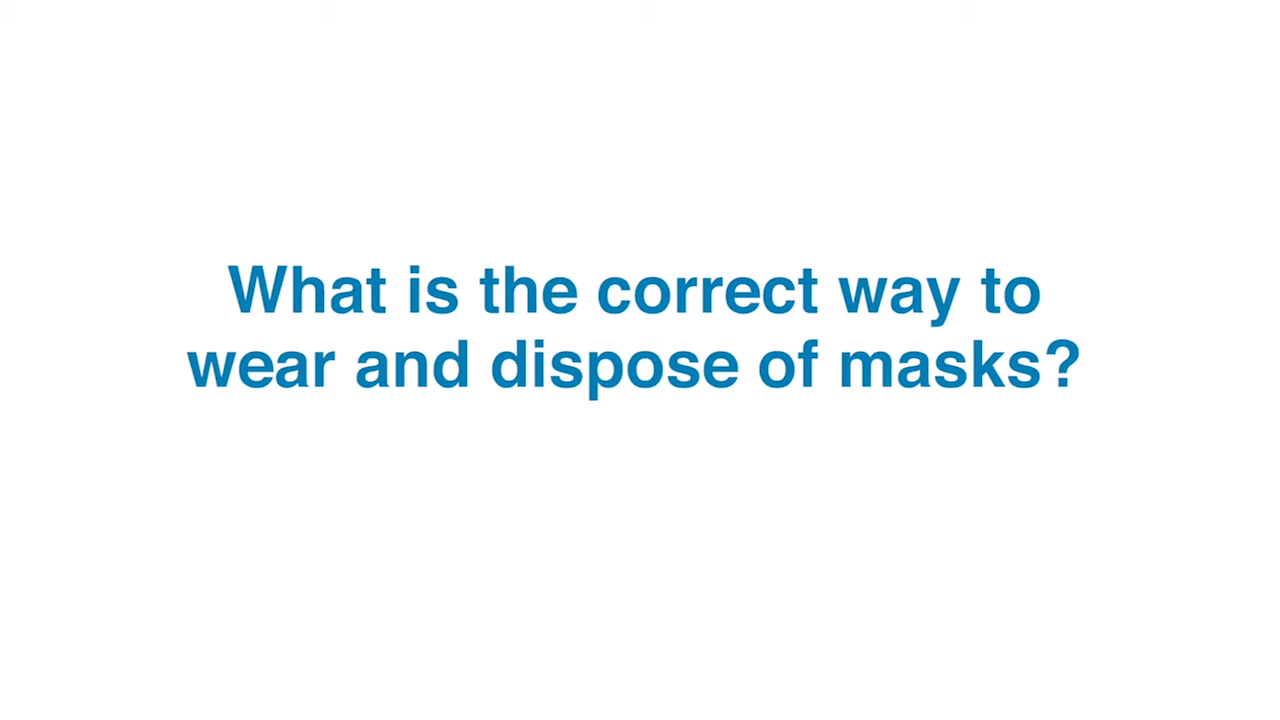 What is the correct way to
wear and dispose of masks?